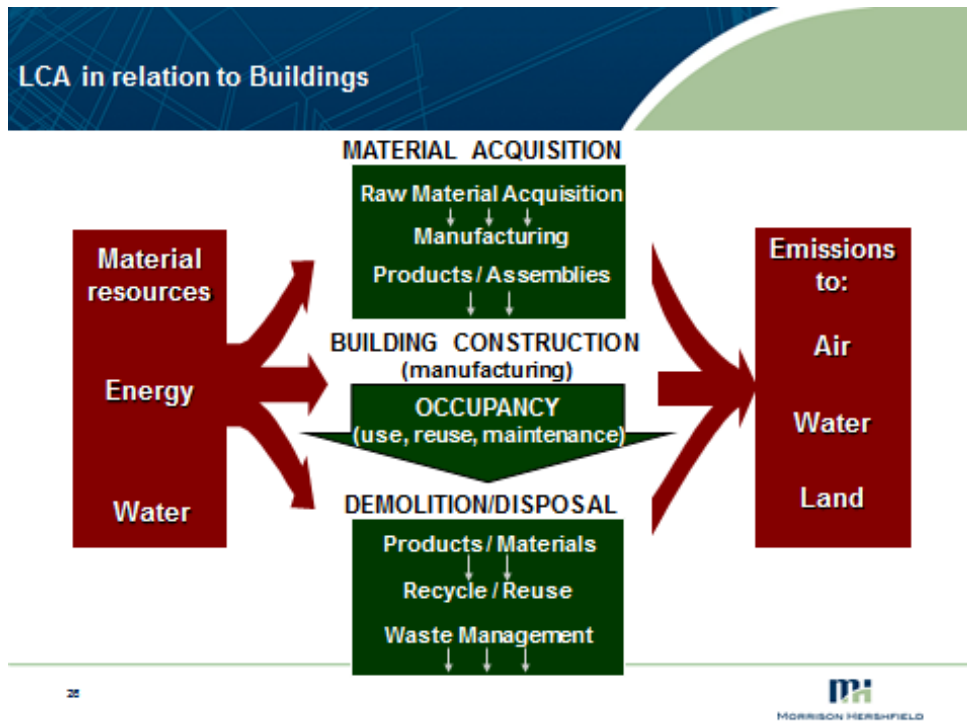 LCA in relation to Buildings
MATERIAL ACQUISITION
Raw Material Acquisition
Manufacturing
Products / Assemblies
Material
resources
Energy
Water
BUILDING CONSTRUCTION
(manufacturing)
OCCUPANCY
(use, reuse, maintenance)
DEMOLITION/DISPOSAL
Products / Materials
Recycle / Reuse
Waste Management
Emissions
to:
Air
Water
Land
MORRISON HERSHFIELD